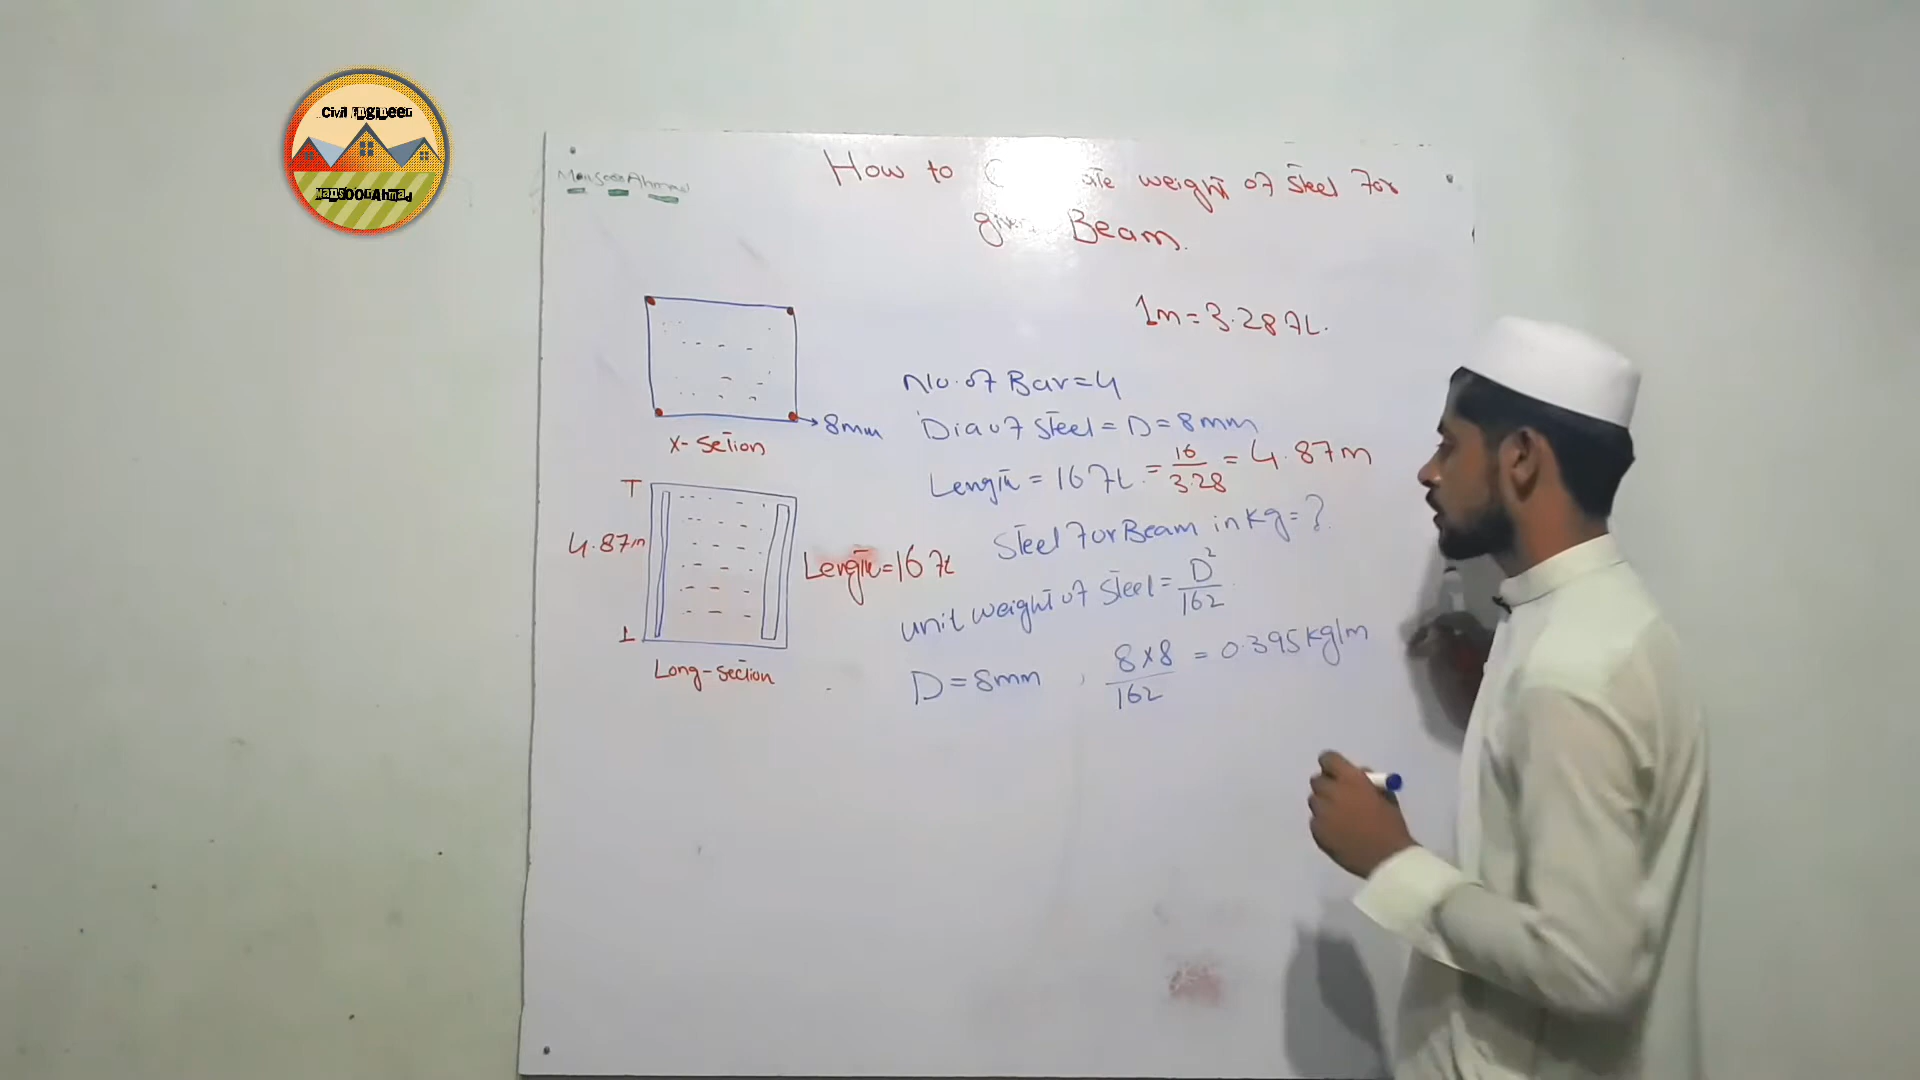 Civil Engineer
Mansoor Ahmad
Mansoor Ahmad
How to C ate weight of Steel For
given Beam.
1m = 3.28 ft.
No. of Bar = 4
8mm
Dia of Steel = D = 8mm
X-Setion
Length = 16 ft. = 16/3.28 = 4.87m
4.87m
Steel For Beam in Kg = ?
Length = 16 ft
unit weight of Steel = D²/162
Long-Section
D = 8mm , 8x8/162 = 0.395 kg/m